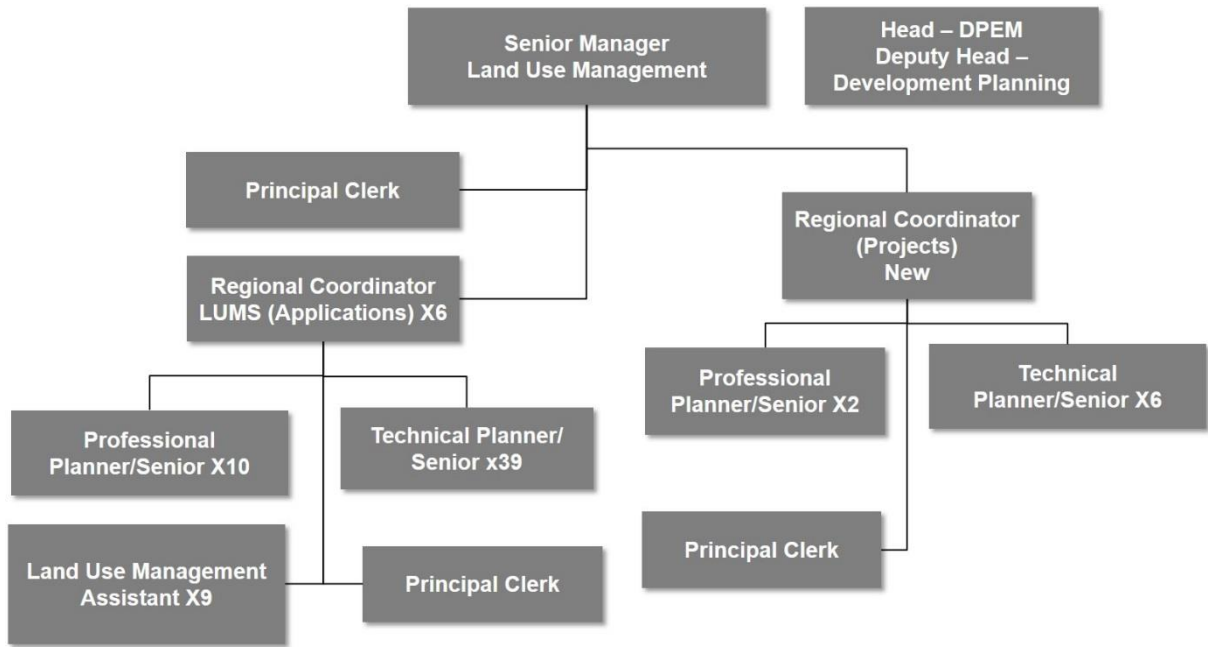 Senior Manager
Land Use Management
Head – DPEM
Deputy Head –
Development Planning
Principal Clerk
Regional Coordinator
(Projects)
New
Regional Coordinator
LUMS (Applications) X6
Professional
Planner/Senior X2
Technical
Planner/Senior X6
Professional
Planner/Senior X10
Technical Planner/
Senior x39
Principal Clerk
Land Use Management
Assistant X9
Principal Clerk